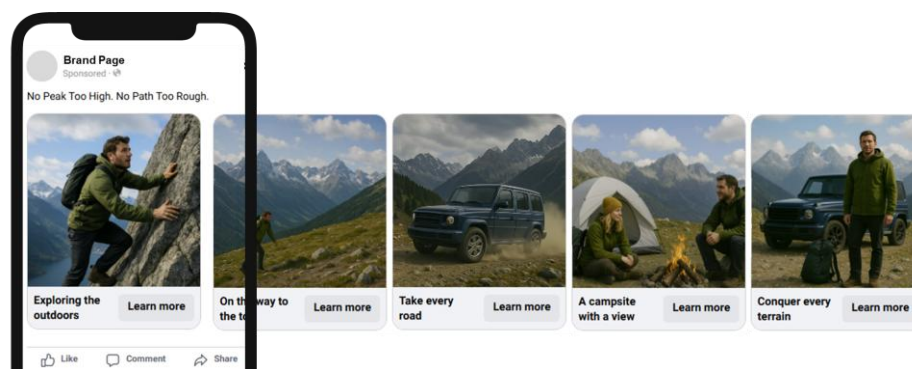 Brand Page
Sponsored ·
No Peak Too High. No Path Too Rough.
Exploring the
outdoors
Learn more
On the way to
the to
Learn more
Take every
road
Learn more
A campsite
with a view
Learn more
Conquer every
terrain
Learn more
Like
Comment
Share